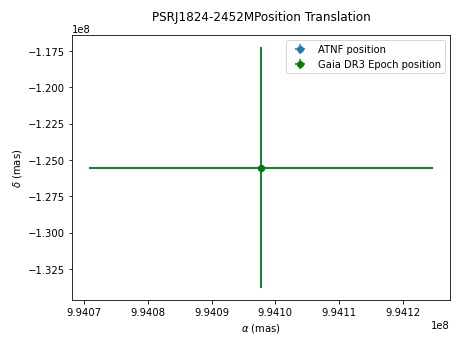 PSRJ1824-2452MPosition Translation
1e8
ATNF position
Gaia DR3 Epoch position
−1.175
−1.200
−1.225
−1.250
−1.275
−1.300
−1.325
δ (mas)
9.9407 9.9408 9.9409 9.9410 9.9411 9.9412
1e8
α (mas)